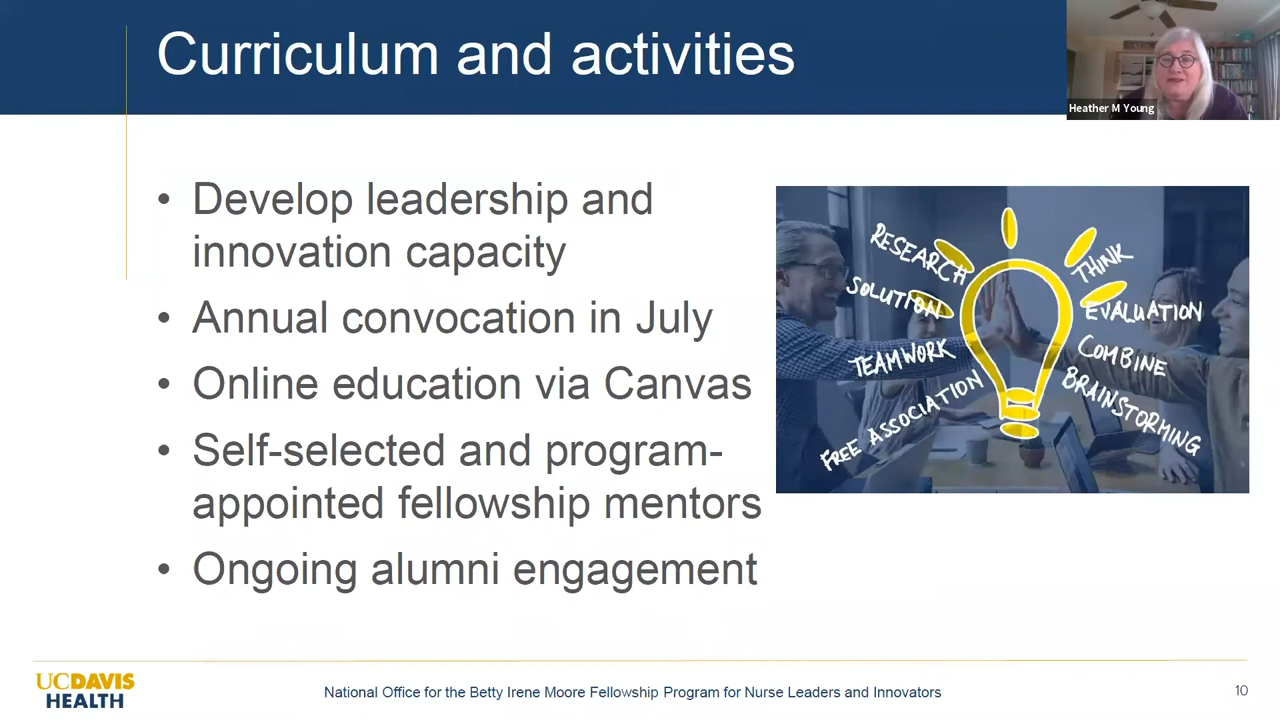 Curriculum and activities
Heather M Young
• Develop leadership and
innovation capacity
• Annual convocation in July
• Online education via Canvas
• Self-selected and program-
appointed fellowship mentors
• Ongoing alumni engagement
RESEARCH
SOLUTION
TEAMWORK
FREE ASSOCIATION
THINK
EVALUATION
COMBINE
BRAINSTORMING
UCDAVIS
HEALTH
National Office for the Betty Irene Moore Fellowship Program for Nurse Leaders and Innovators
10